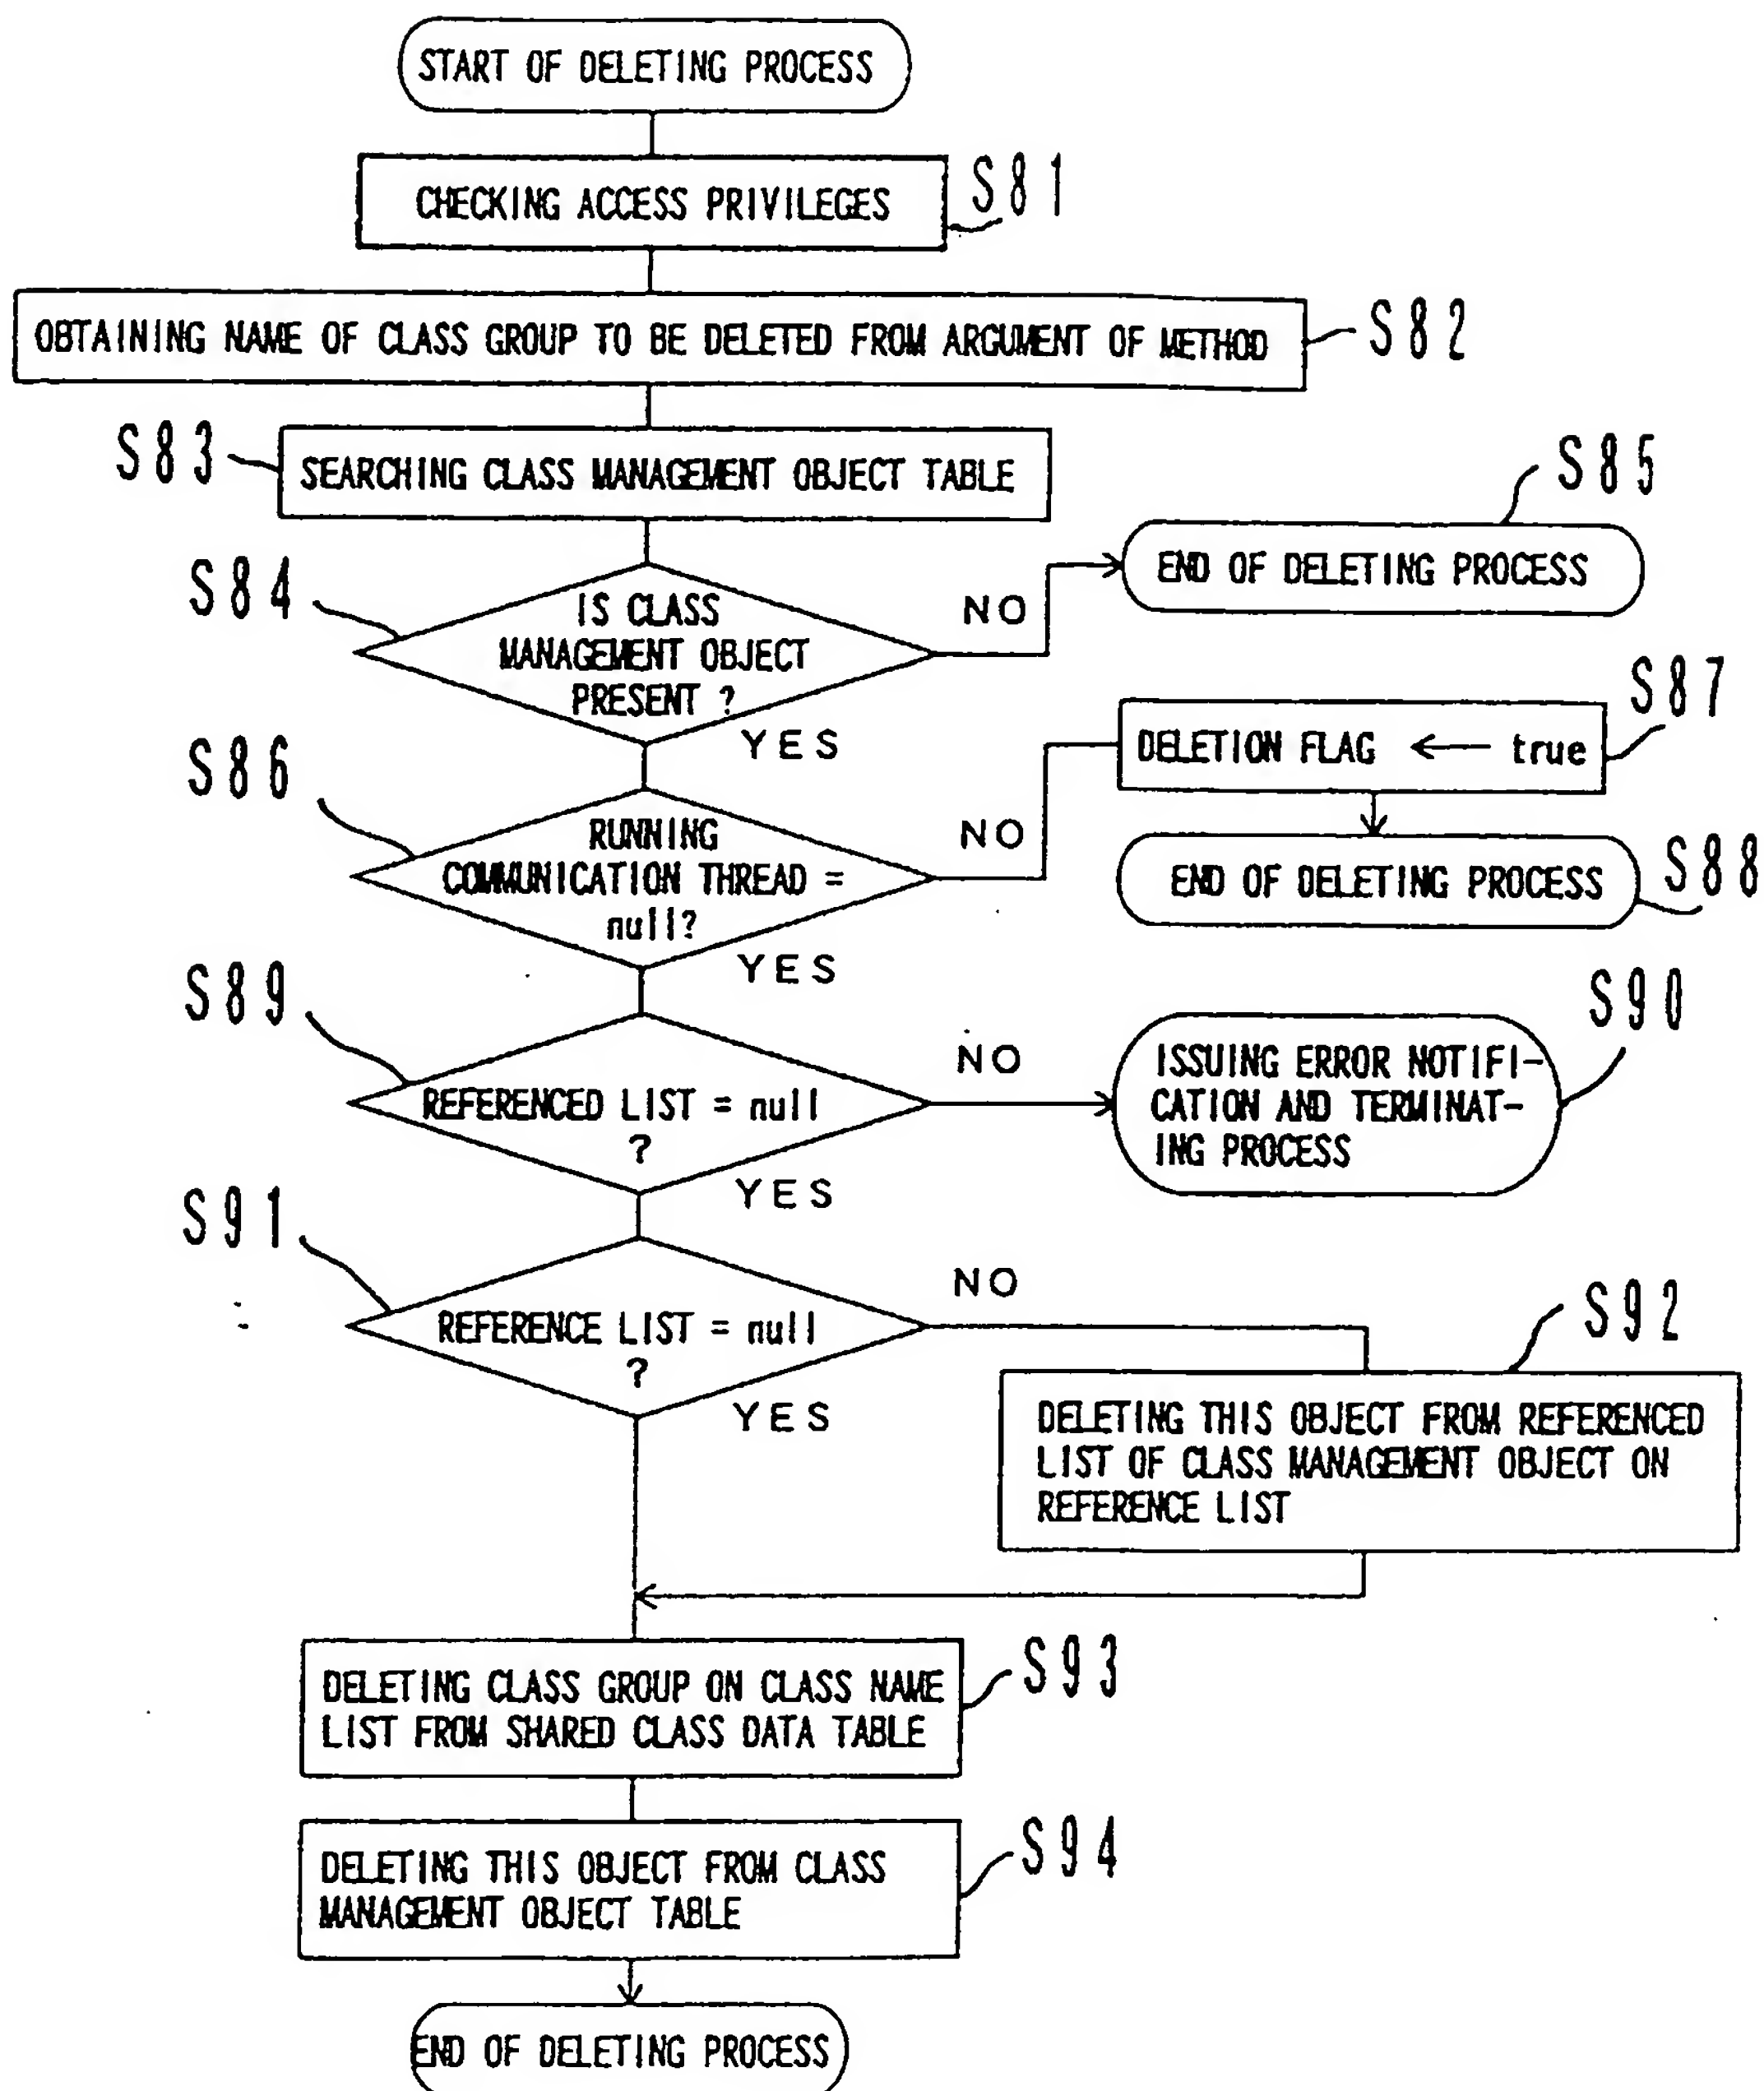 START OF DELETING PROCESS
CHECKING ACCESS PRIVILEGES
S81
OBTAINING NAME OF CLASS GROUP TO BE DELETED FROM ARGUMENT OF METHOD
S82
S83
SEARCHING CLASS MANAGEMENT OBJECT TABLE
S85
END OF DELETING PROCESS
S84
IS CLASS
MANAGEMENT OBJECT
PRESENT ?
NO
YES
S87
DELETION FLAG ← true
S86
RUNNING
COMMUNICATION THREAD =
null?
NO
YES
END OF DELETING PROCESS
S88
S89
REFERENCED LIST = null
?
NO
YES
S90
ISSUING ERROR NOTIFI-
CATION AND TERMINAT-
ING PROCESS
S91
REFERENCE LIST = null
?
NO
YES
S92
DELETING THIS OBJECT FROM REFERENCED
LIST OF CLASS MANAGEMENT OBJECT ON
REFERENCE LIST
S93
DELETING CLASS GROUP ON CLASS NAME
LIST FROM SHARED CLASS DATA TABLE
S94
DELETING THIS OBJECT FROM CLASS
MANAGEMENT OBJECT TABLE
END OF DELETING PROCESS